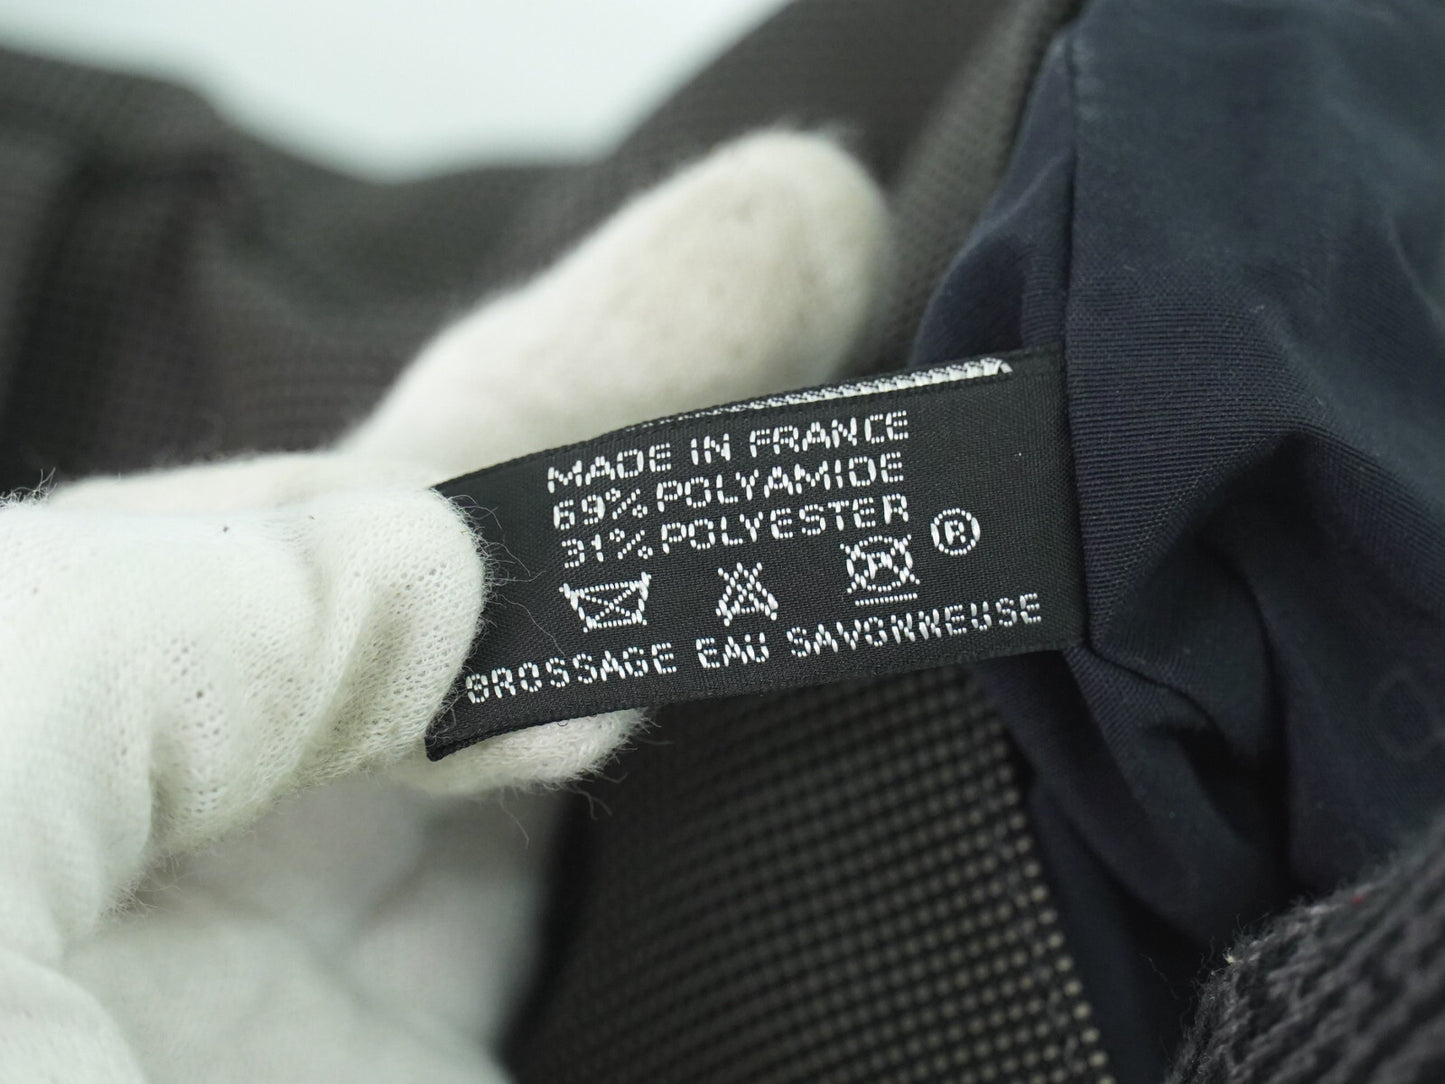 MADE IN FRANCE
69% POLYAMIDE
31% POLYESTER
P ®
BROSSAGE EAU SAVONNEUSE